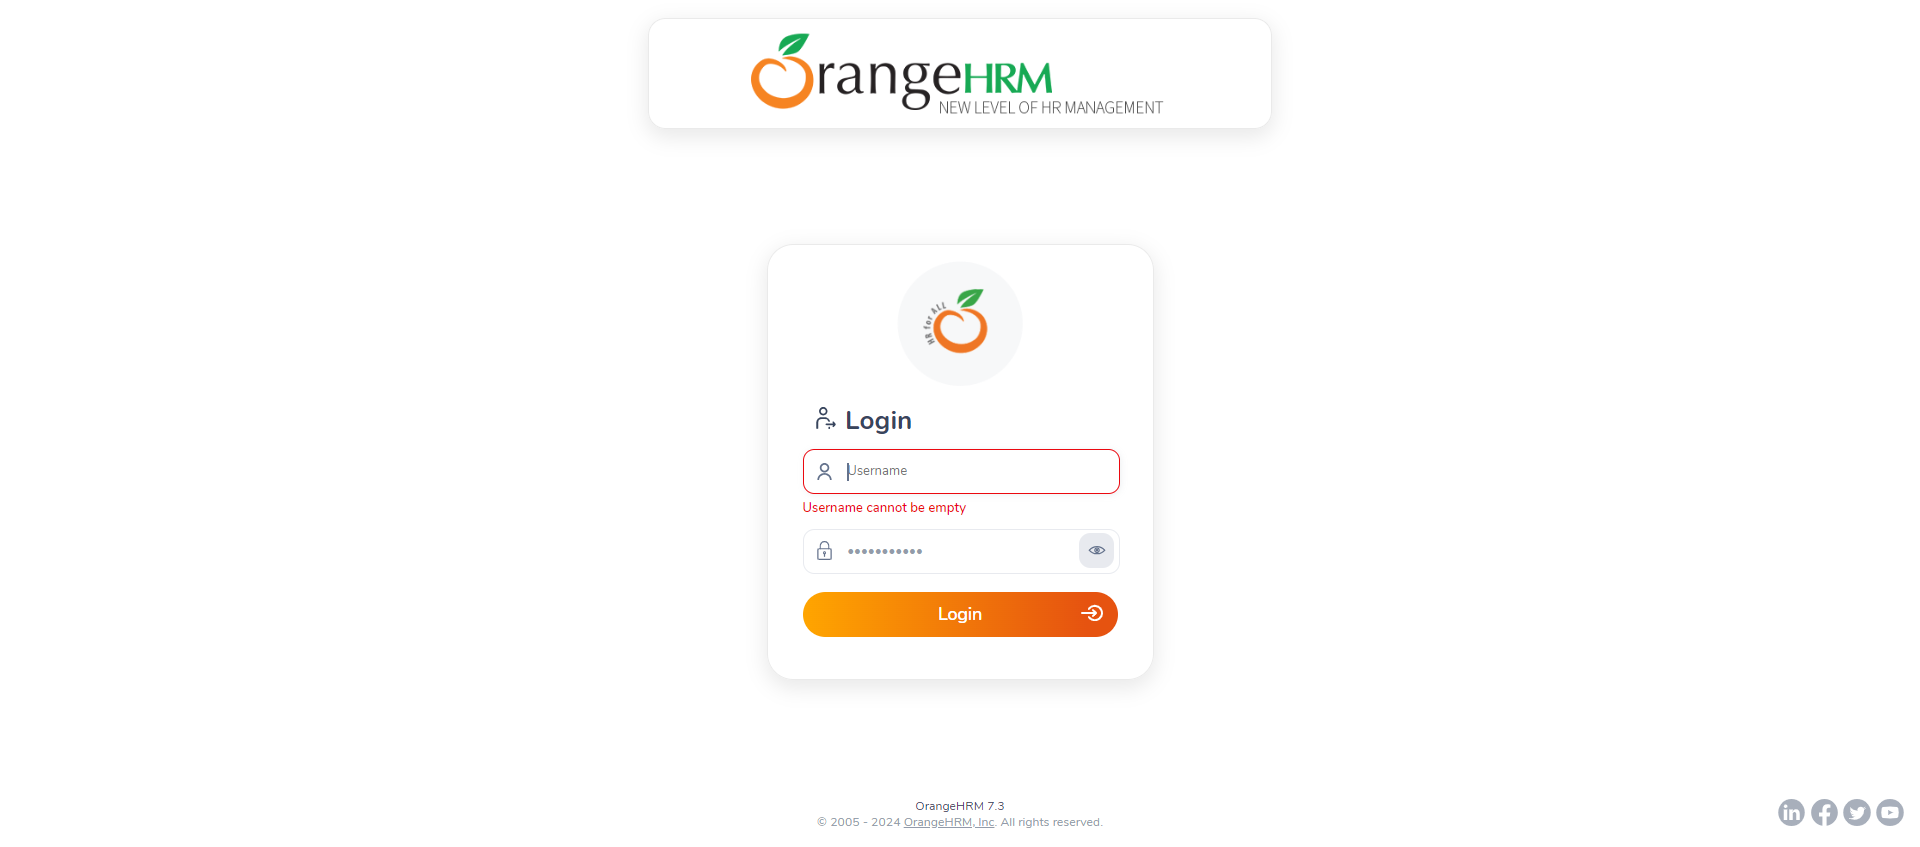 OrangeHRM
NEW LEVEL OF HR MANAGEMENT
HR for ALL
Login
Username
Username cannot be empty
•••••••••••
Login
OrangeHRM 7.3
© 2005 - 2024 OrangeHRM, Inc. All rights reserved.